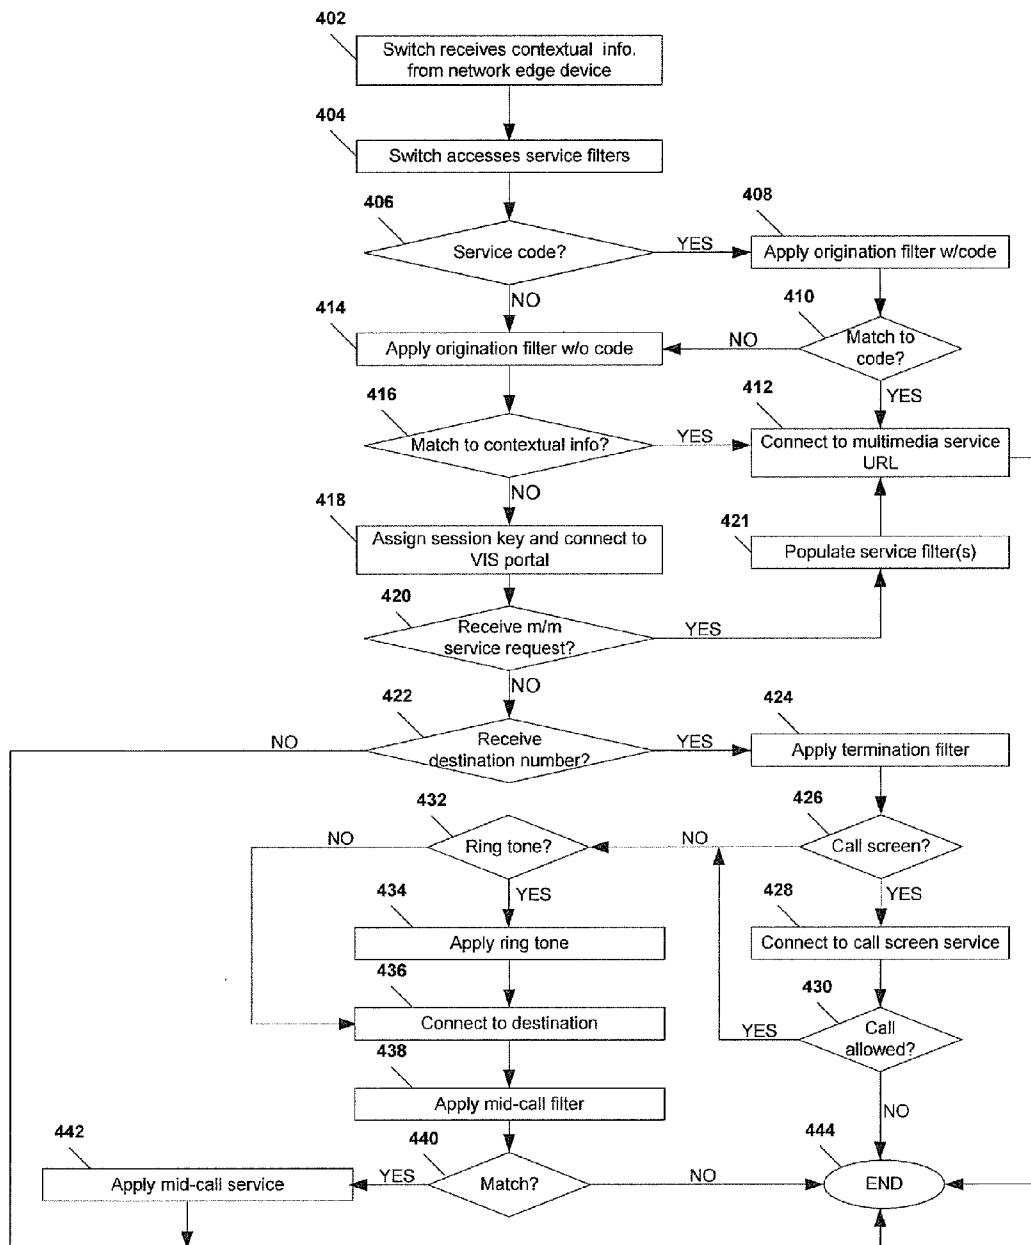 402
Switch receives contextual info.
from network edge device
404
Switch accesses service filters
406
Service code?
YES
408
Apply origination filter w/code
NO
410
Match to
code?
NO
414
Apply origination filter w/o code
YES
416
Match to contextual info?
YES
412
Connect to multimedia service
URL
NO
418
Assign session key and connect to
VIS portal
421
Populate service filter(s)
420
Receive m/m
service request?
YES
NO
422
Receive
destination number?
NO
YES
424
Apply termination filter
426
Call screen?
NO
432
Ring tone?
NO
YES
YES
428
Connect to call screen service
434
Apply ring tone
430
Call
allowed?
YES
436
Connect to destination
438
Apply mid-call filter
NO
440
Match?
YES
NO
442
Apply mid-call service
444
END